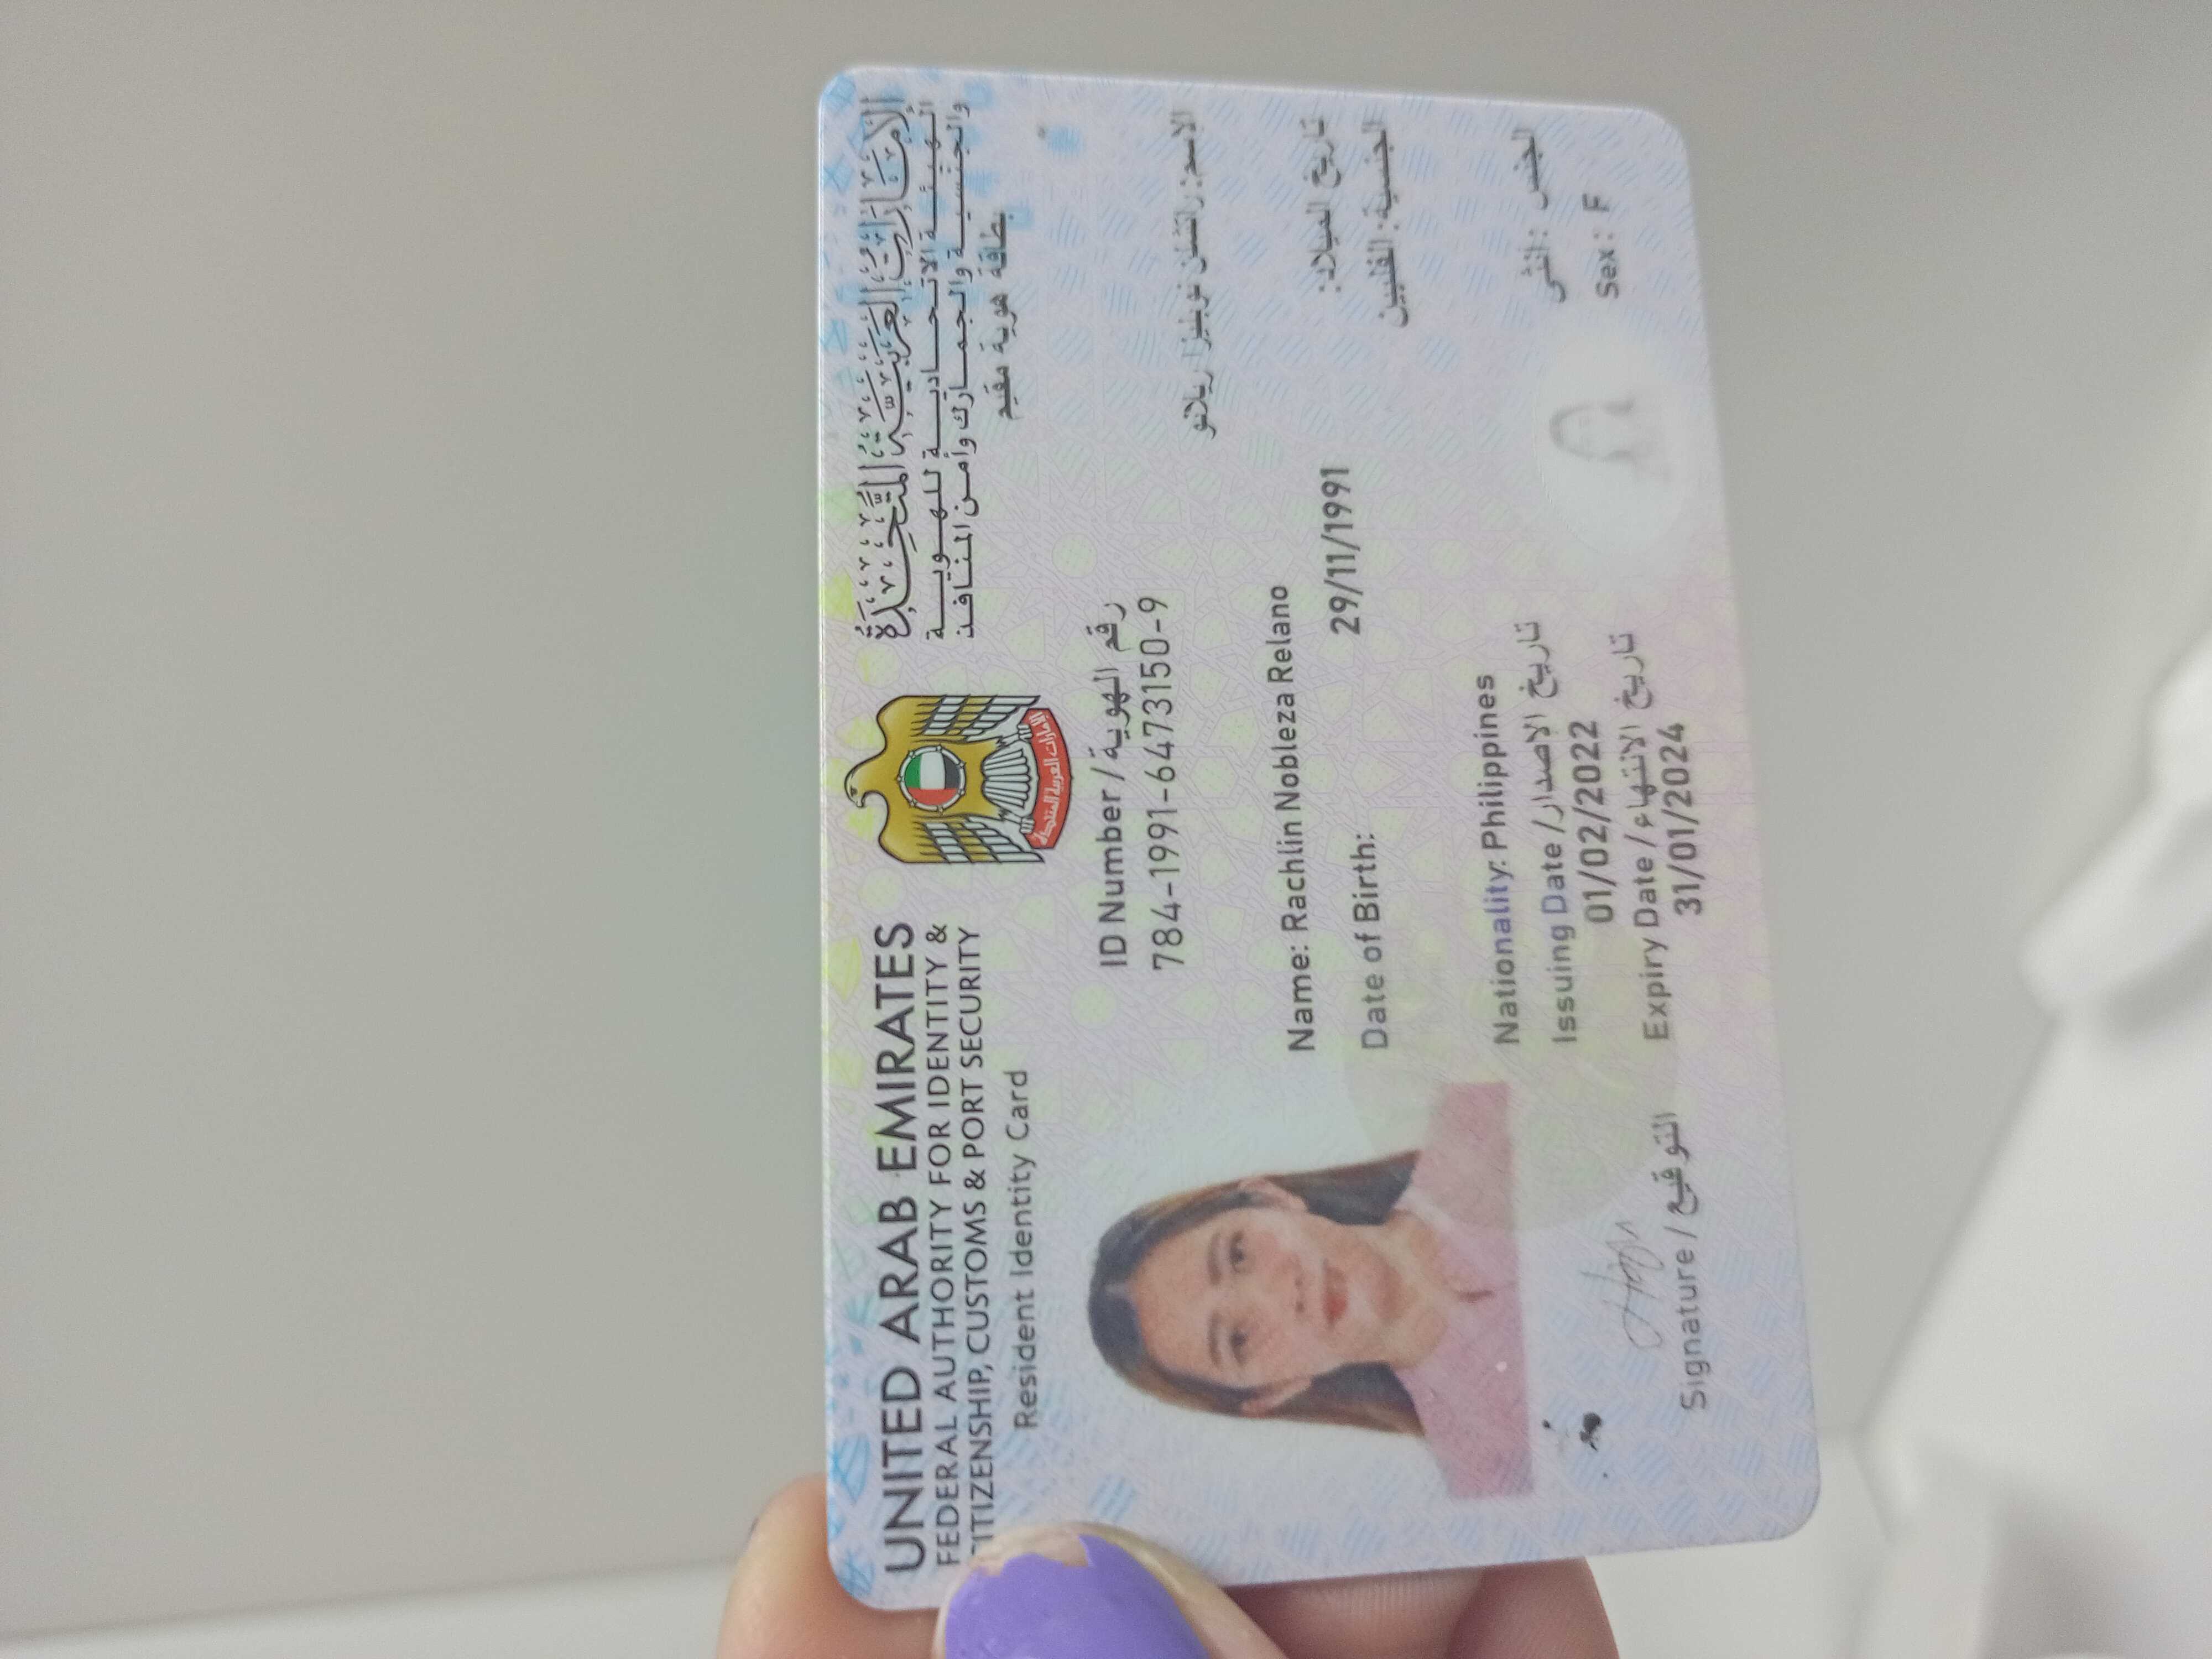 UNITED ARAB EMIRATES
FEDERAL AUTHORITY FOR IDENTITY &
CITIZENSHIP, CUSTOMS & PORT SECURITY
Resident Identity Card
الإمارات العربية المتحدة
الإمارات العربية المتحدة
الهيئة الاتحادية للهوية
والجنسية والجمارك وأمن المنافذ
بطاقة هوية مقيم
ID Number / رقم الهوية
784-1991-6473150-9
الاسم: راتشلن نوبليزا ريلانو
Name: Rachlin Nobleza Relano
تاريخ الميلاد:
Date of Birth: 29/11/1991
الجنسية: الفلبين
Nationality: Philippines
Issuing Date / تاريخ الاصدار
01/02/2022
Expiry Date / تاريخ الانتهاء
31/01/2024
الجنس : انثى
Sex: F
Signature / التوقيع